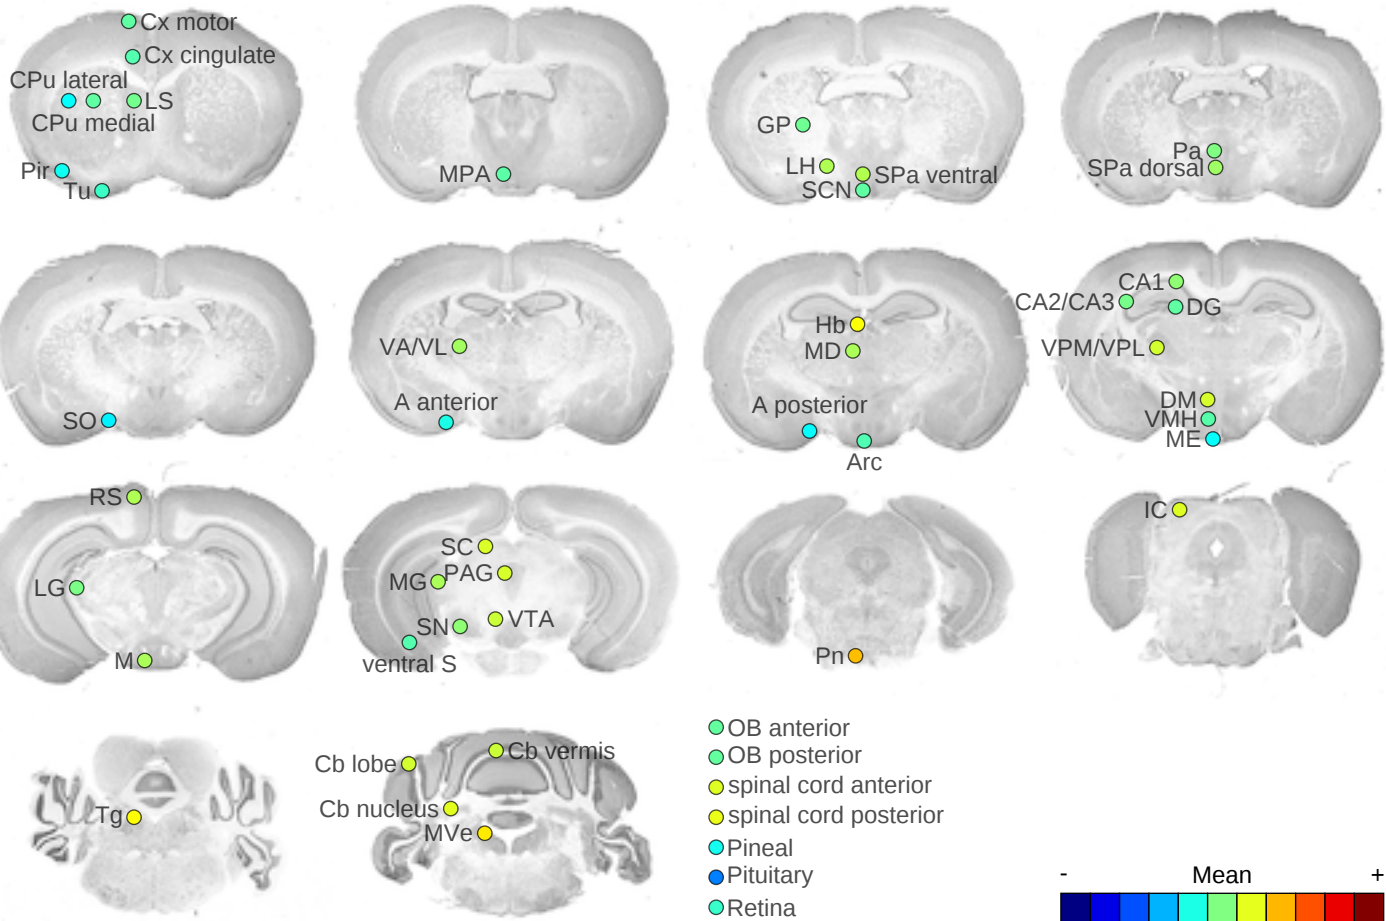 Cx motor
Cx cingulate
CPu lateral
LS
CPu medial
Pir
Tu
MPA
GP
LH
SPa ventral
SCN
Pa
SPa dorsal
SO
VA/VL
A anterior
Hb
MD
A posterior
Arc
CA1
CA2/CA3
DG
VPM/VPL
DM
VMH
ME
RS
LG
M
SC
PAG
MG
VTA
SN
ventral S
Pn
IC
Tg
Cb vermis
Cb lobe
Cb nucleus
MVe
OB anterior
OB posterior
spinal cord anterior
spinal cord posterior
Pineal
Pituitary
Retina
- Mean +